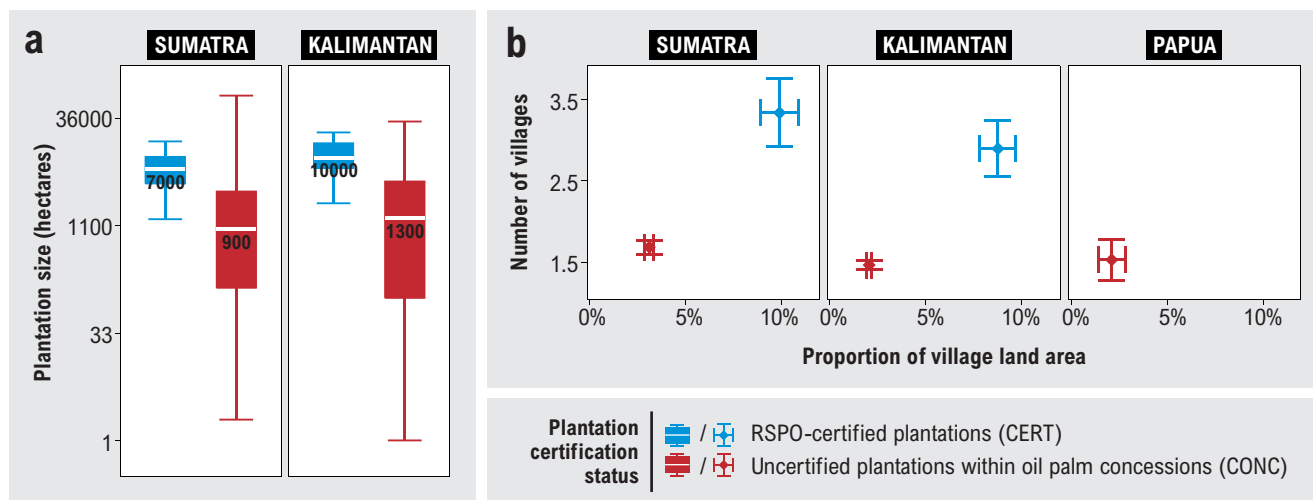 a
SUMATRA
KALIMANTAN
Plantation size (hectares)
36000
1100
33
1
7000
900
10000
1300
b
SUMATRA
KALIMANTAN
PAPUA
Number of villages
3.5
2.5
1.5
0%
5%
10%
0%
5%
10%
0%
5%
10%
Proportion of village land area
Plantation
certification
status
/ RSPO-certified plantations (CERT)
/ Uncertified plantations within oil palm concessions (CONC)